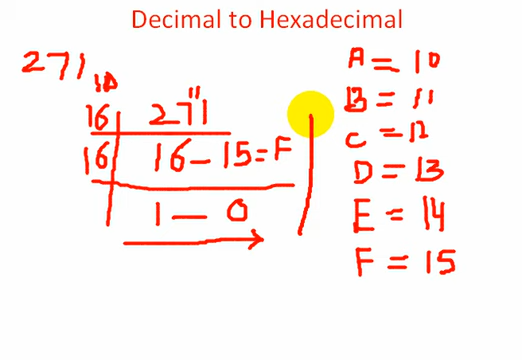 Decimal to Hexadecimal
271 10
16 271
16 16 — 15 = F
1 — 0
A = 10
B = 11
C = 12
D = 13
E = 14
F = 15